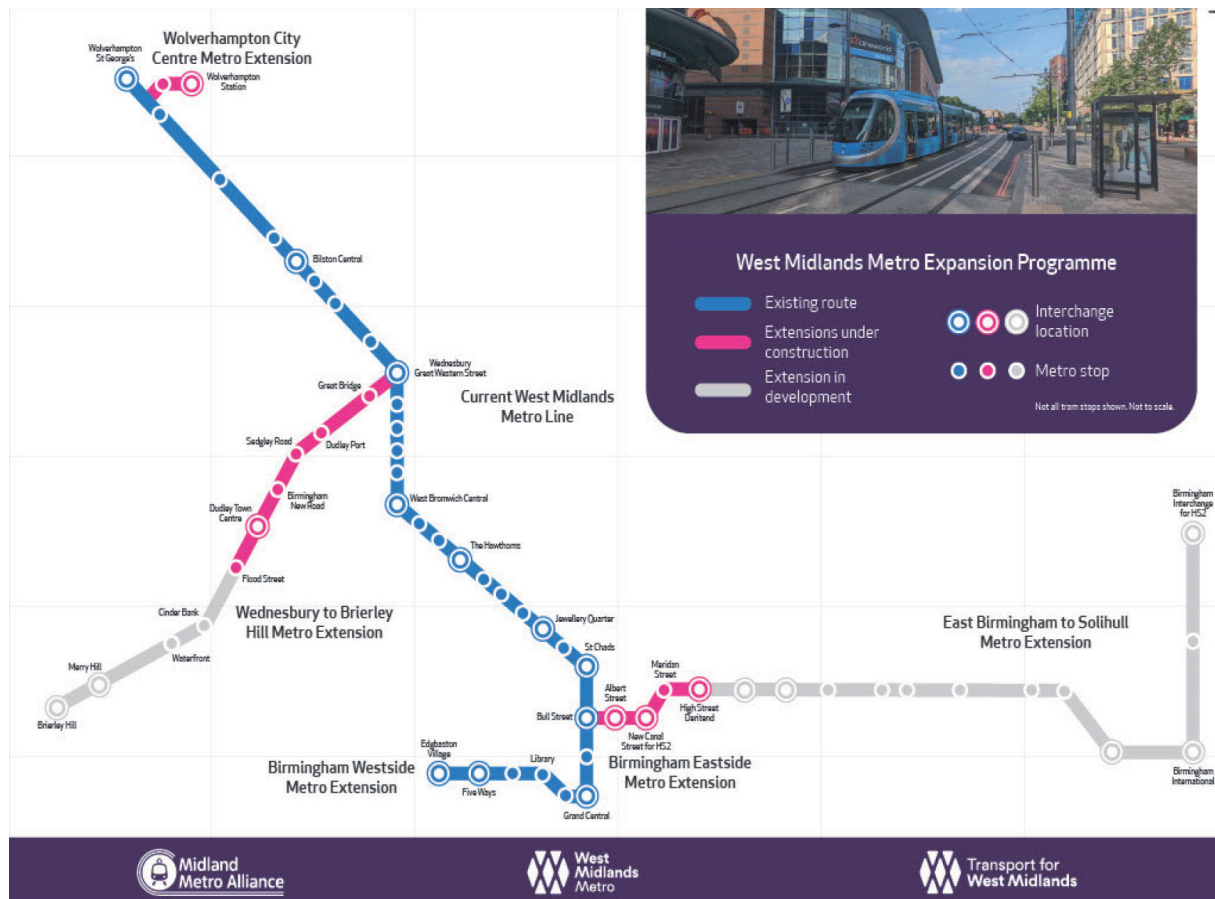 Wolverhampton
St George's
Wolverhampton City
Centre Metro Extension
Wolverhampton
Station
Bilston Central
Wednesbury
Great Western Street
Great Bridge
Current West Midlands
Metro Line
Sedgley Road
Dudley Port
Birmingham
New Road
Dudley Town
Centre
West Bromwich Central
The Hawthorns
Flood Street
Cinder Bank
Wednesbury to Brierley
Hill Metro Extension
Waterfront
Merry Hill
Brierley Hill
Jewellery Quarter
St Chads
Bull Street
Albert
Street
Meridan
Street
New Canal
Street for HS2
High Street
Deritend
Birmingham Eastside
Metro Extension
Edgbaston
Village
Library
Five Ways
Grand Central
Birmingham Westside
Metro Extension
East Birmingham to Solihull
Metro Extension
Birmingham
Interchange
for HS2
Birmingham
International
cineworld
West Midlands Metro Expansion Programme
Existing route
Extensions under
construction
Extension in
development
Interchange
location
Metro stop
Not all tram stops shown. Not to scale.
Midland
Metro Alliance
West
Midlands
Metro
Transport for
West Midlands